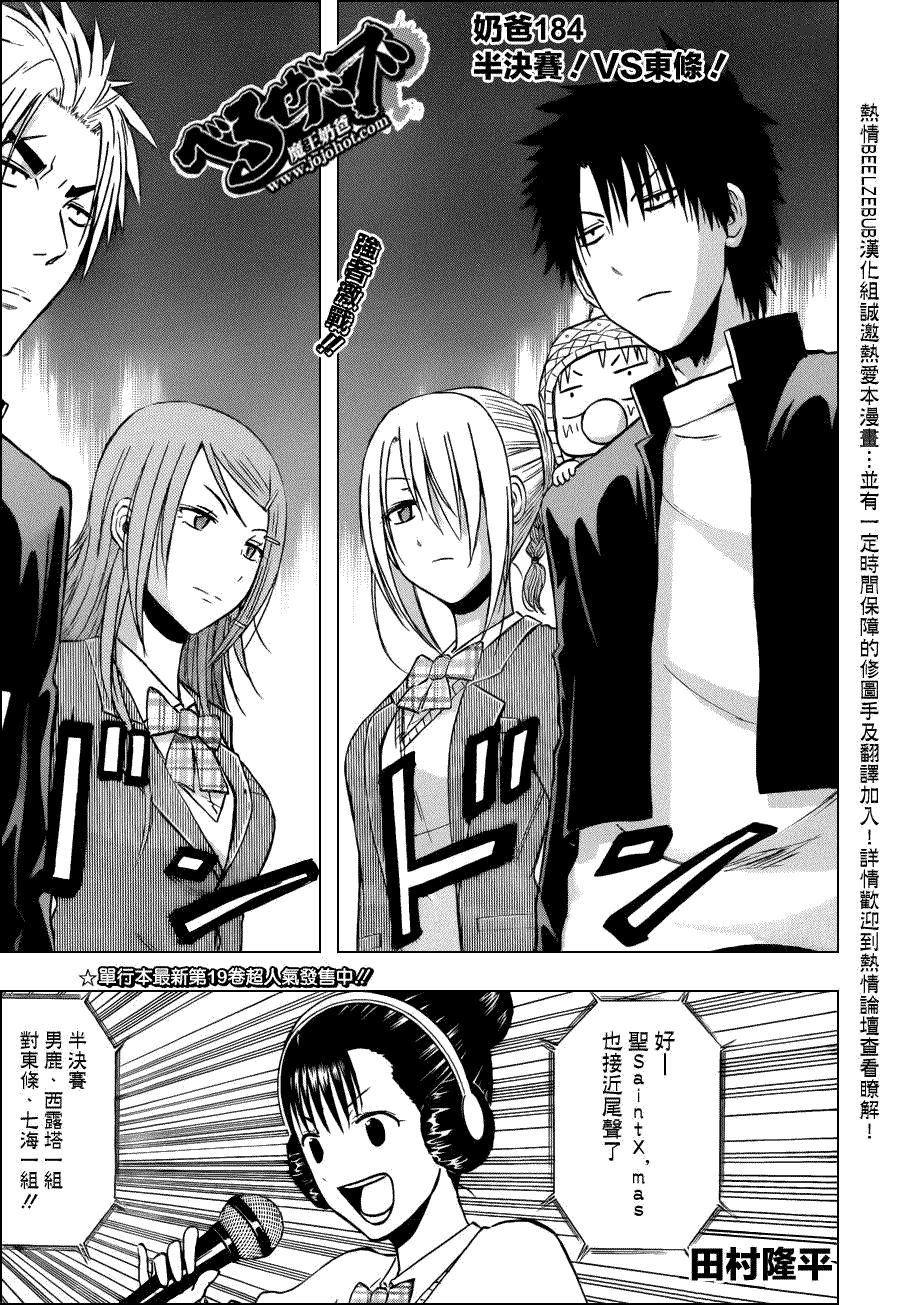 奶爸184
半決賽！VS東條！
べるぜバブ
魔王奶爸
www.jojohot.com
熱情BEELZEBUB漢化組誠邀熱愛本漫畫…並有一定時間保障的修圖手及翻譯加入！詳情歡迎到熱情論壇查看瞭解！
強者激戰!!
ドン
ドン
☆單行本最新第19卷超人氣發售中!!
好—
聖SaintX,mas
也接近尾聲了
半決賽
男鹿、西露塔一組
對東條、七海一組!!
田村隆平